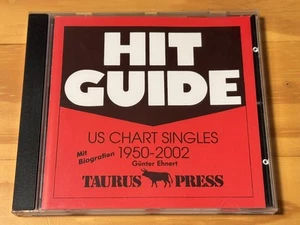 HIT
GUIDE
US CHART SINGLES
Mit
Biografien
1950-2002
Günter Ehnert
TAURUS PRESS